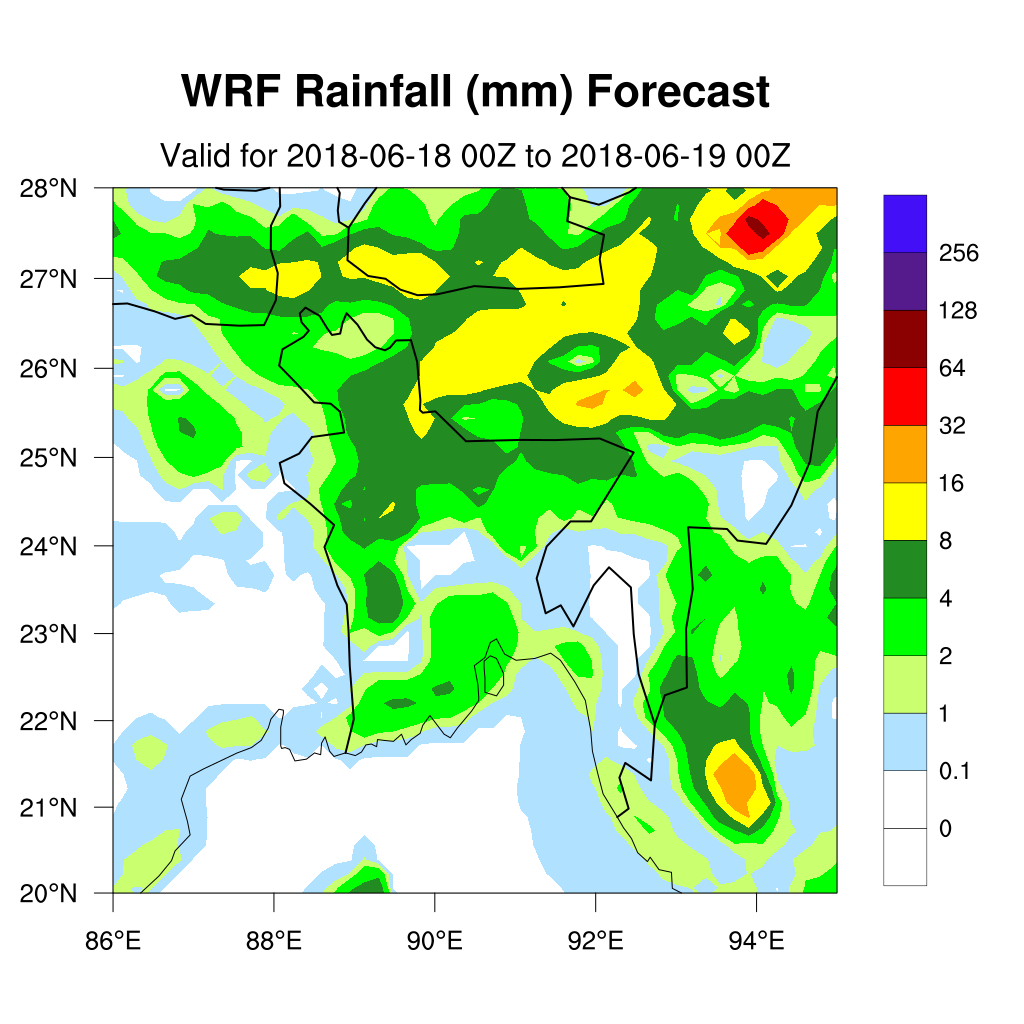 WRF Rainfall (mm) Forecast
Valid for 2018-06-18 00Z to 2018-06-19 00Z
28°N
27°N
26°N
25°N
24°N
23°N
22°N
21°N
20°N
86°E 88°E 90°E 92°E 94°E
256
128
64
32
16
8
4
2
1
0.1
0